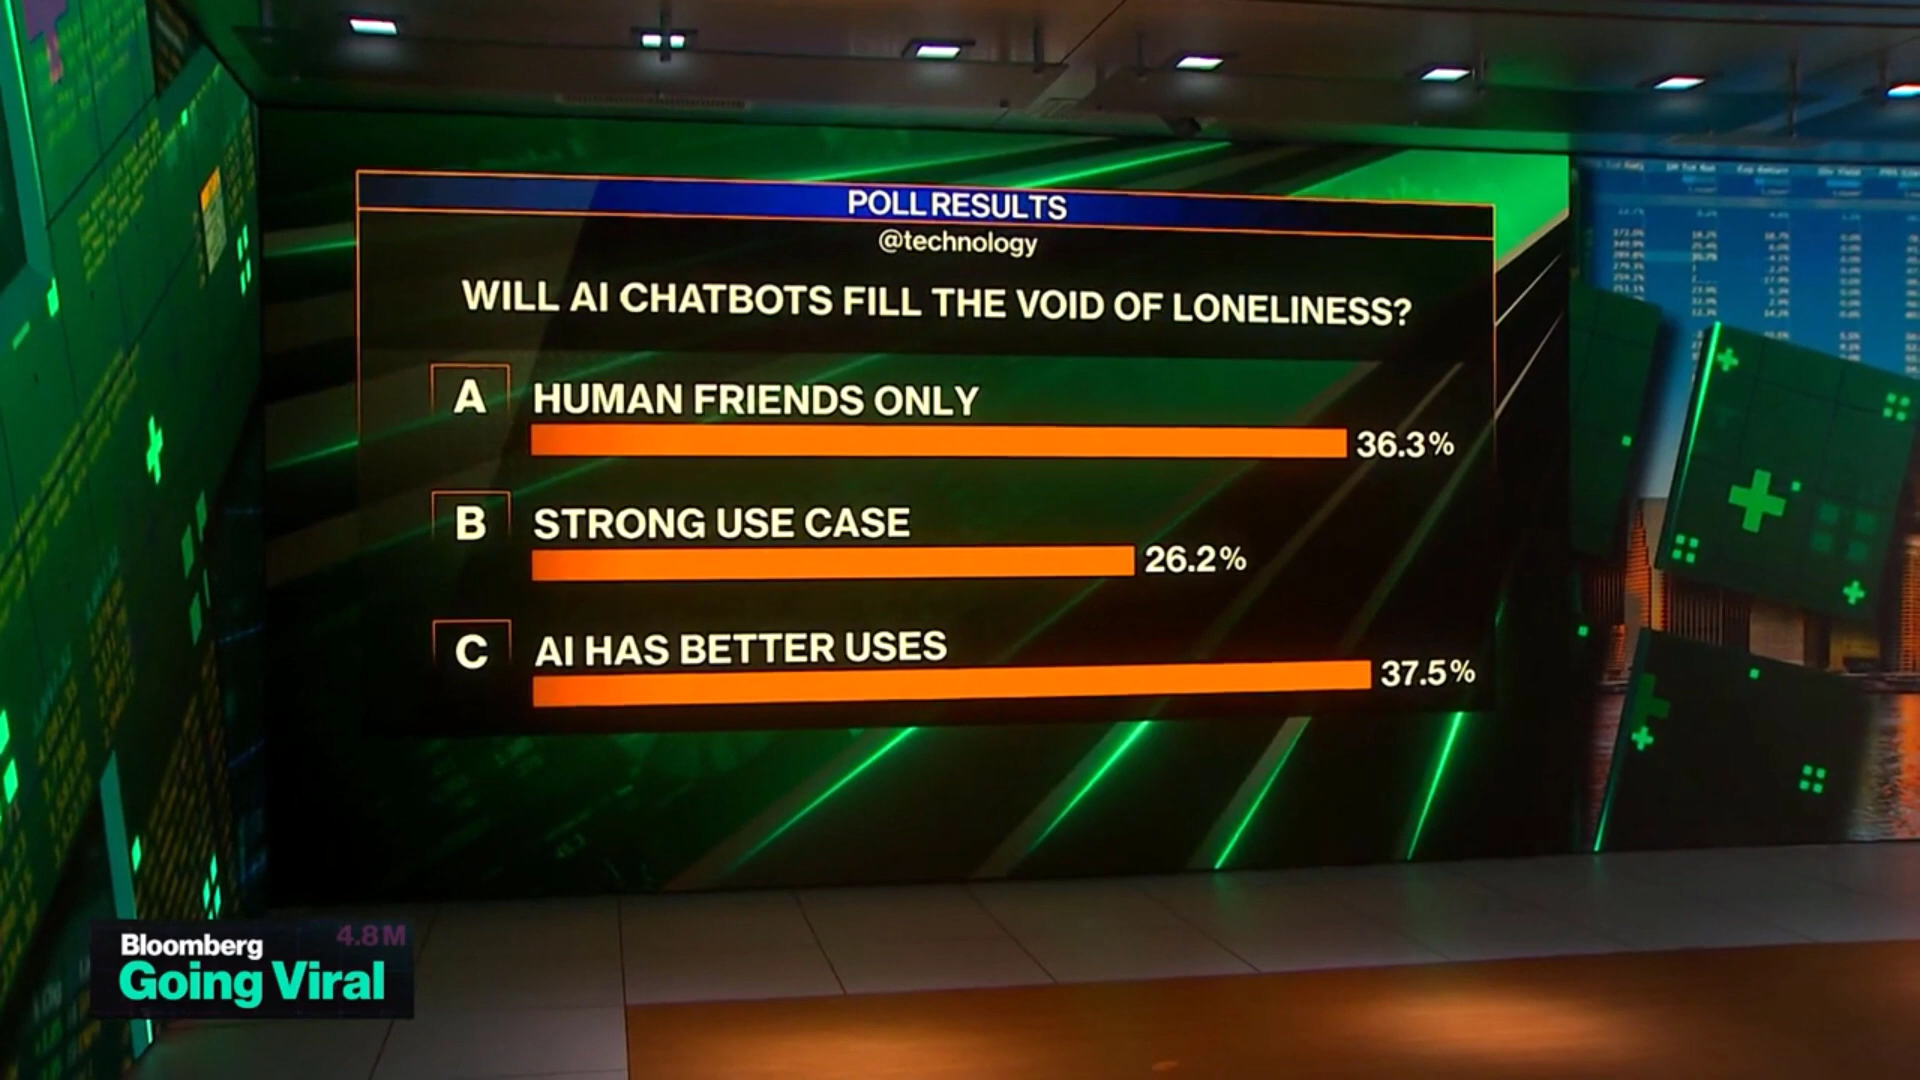 POLL RESULTS
@technology
WILL AI CHATBOTS FILL THE VOID OF LONELINESS?
A HUMAN FRIENDS ONLY
36.3%
B STRONG USE CASE
26.2%
C AI HAS BETTER USES
37.5%
4.8M
Bloomberg
Going Viral